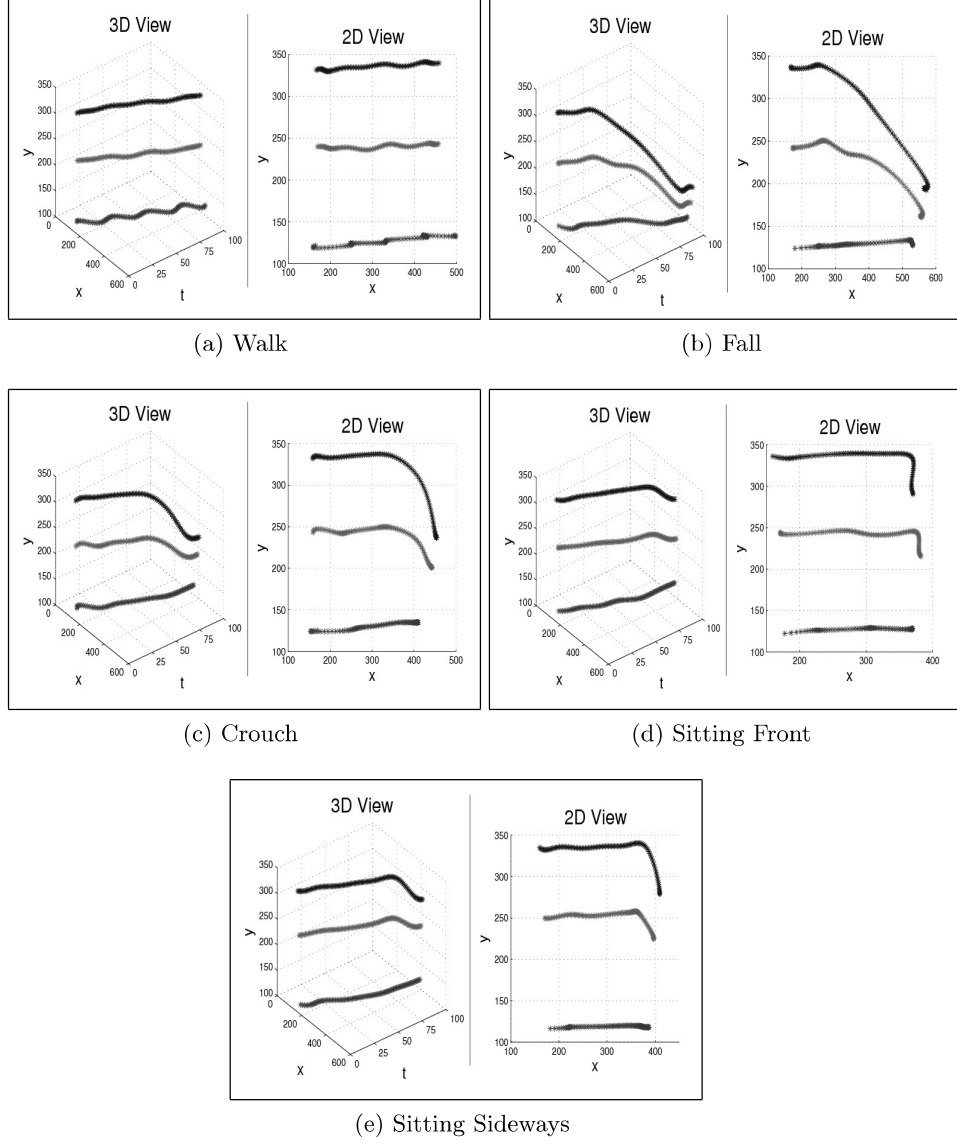 3D View
2D View
350
300
250
200
150
100
y
0
200
400
600
x
0
25
50
75
100
t
350
300
250
200
150
100
y
100 200 300 400 500
x
(a) Walk
3D View
2D View
350
300
250
200
150
100
y
0
200
400
600
x
0
25
50
75
100
t
350
300
250
200
150
100
y
100 200 300 400 500 600
x
(b) Fall
3D View
2D View
350
300
250
200
150
100
y
0
200
400
600
x
0
25
50
75
100
t
350
300
250
200
150
100
y
100 200 300 400 500
x
(c) Crouch
3D View
2D View
350
300
250
200
150
100
y
0
200
400
600
x
0
25
50
75
100
t
350
300
250
200
150
100
y
200 300 400
x
(d) Sitting Front
3D View
2D View
350
300
250
200
150
100
y
0
200
400
600
x
0
25
50
75
100
t
350
300
250
200
150
100
y
100 200 300 400
x
(e) Sitting Sideways